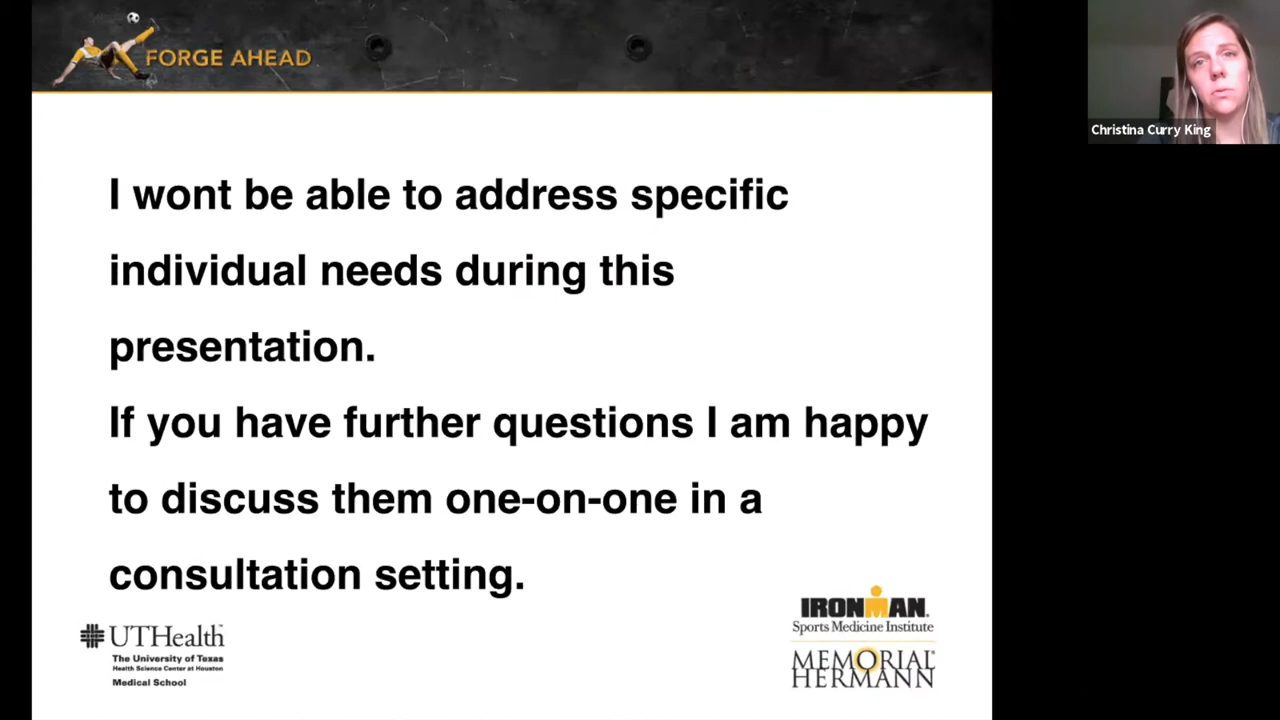 FORGE AHEAD
Christina Curry King
I wont be able to address specific
individual needs during this
presentation.
If you have further questions I am happy
to discuss them one-on-one in a
consultation setting.
UTHealth
The University of Texas
Health Science Center at Houston
Medical School
IRONMAN
Sports Medicine Institute
MEMORIAL
HERMANN